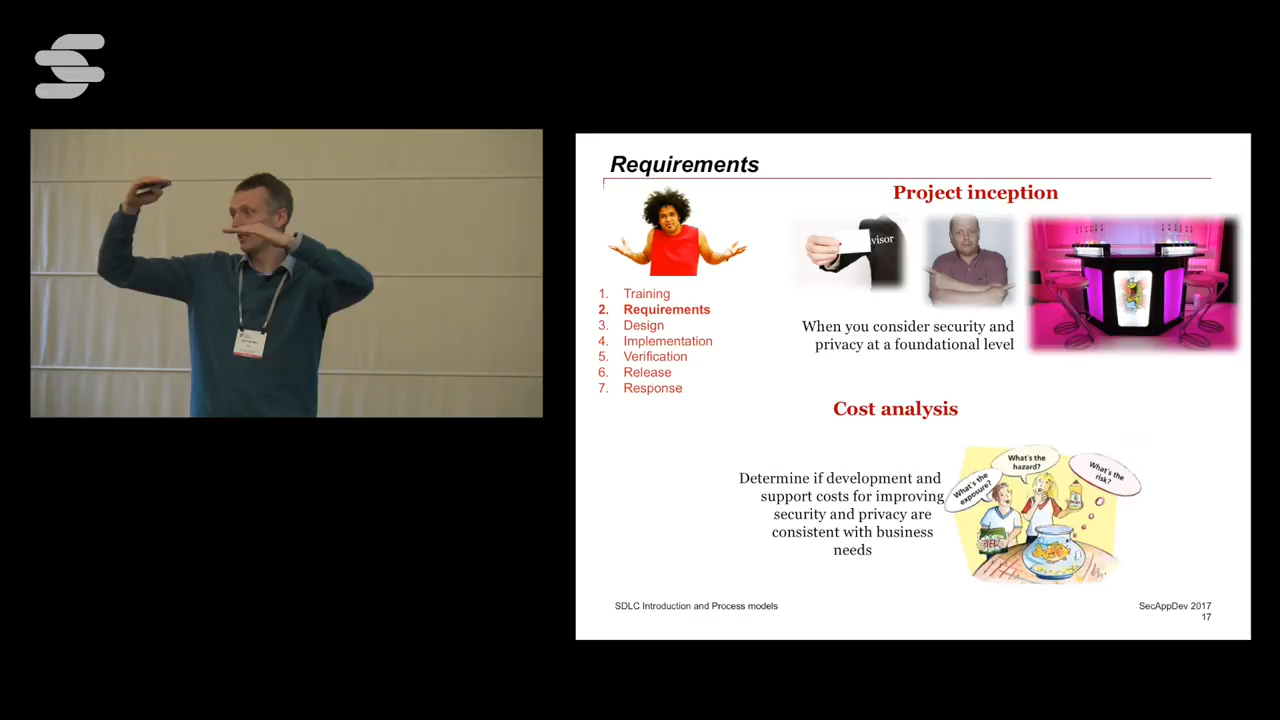 Requirements
Project inception
visor
1. Training
2. Requirements
3. Design
4. Implementation
5. Verification
6. Release
7. Response
When you consider security and
privacy at a foundational level
Cost analysis
Determine if development and
support costs for improving
security and privacy are
consistent with business
needs
What's the
exposure?
What's the
hazard?
What's the
risk?
SDLC Introduction and Process models
SecAppDev 2017
17